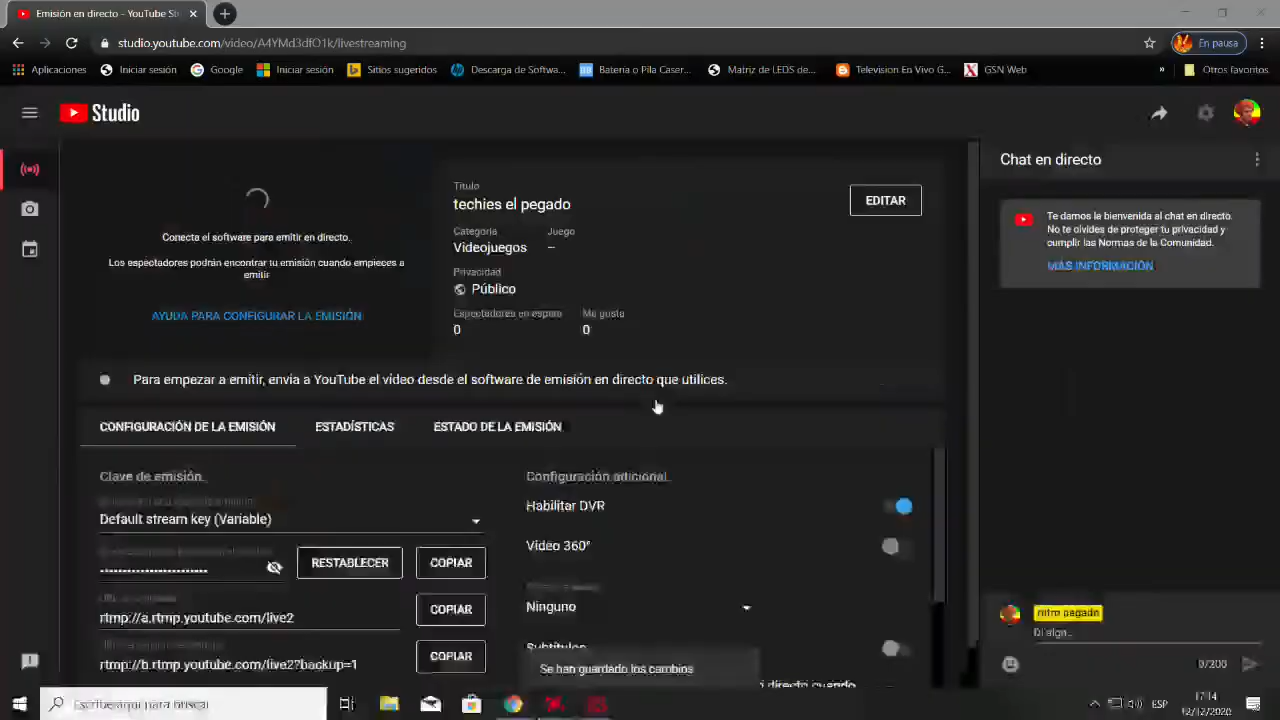 Emisión en directo - YouTube St
studio.youtube.com/video/A4YMd3dfO1k/livestreaming
En pausa
Aplicaciones
Iniciar sesión
Google
Iniciar sesión
Sitios sugeridos
Descarga de Softwa...
Bateria o Pila Caser...
Matriz de LEDS de...
Television En Vivo G...
GSN Web
»
Otros favoritos
Studio
Conecta el software para emitir en directo.
Los espectadores podrán encontrar tu emisión cuando empieces a
emitir
AYUDA PARA CONFIGURAR LA EMISIÓN
Título
techies el pegado
EDITAR
Categoría
Juego
Videojuegos
–
Privacidad
Público
Espectadores en espera
Me gusta
0
0
Chat en directo
Te damos la bienvenida al chat en directo.
No te olvides de proteger tu privacidad y
cumplir las Normas de la Comunidad.
MÁS INFORMACIÓN
Para empezar a emitir, envía a YouTube el vídeo desde el software de emisión en directo que utilices.
CONFIGURACIÓN DE LA EMISIÓN
ESTADÍSTICAS
ESTADO DE LA EMISIÓN
Clave de emisión
Default stream key (Variable)
RESTABLECER
COPIAR
rtmp://a.rtmp.youtube.com/live2
COPIAR
rtmp://b.rtmp.youtube.com/live2?backup=1
COPIAR
Configuración adicional
Habilitar DVR
Vídeo 360°
Ninguno
Subtítulos
directo cuando
Se han guardado los cambios
nitro pegado
Di algo...
0/200
Escribe aquí para buscar
ESP
17:14
12/12/2020